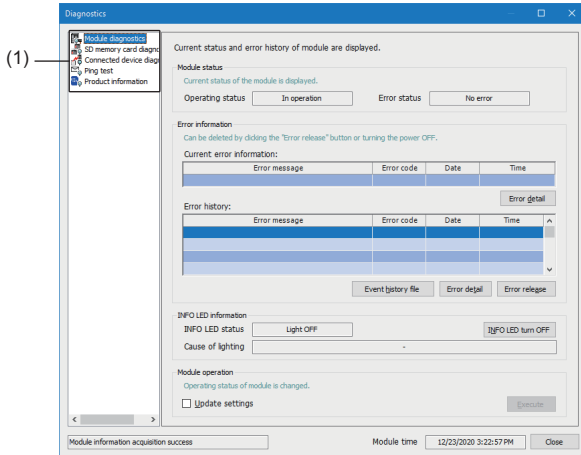 Diagnostics
(1)
Module diagnostics
SD memory card diagnc
Connected device diagr
Ping test
Product information
Current status and error history of module are displayed.
Module status
Current status of the module is displayed.
Operating status In operation Error status No error
Error information
Can be deleted by clicking the "Error release" button or turning the power OFF.
Current error information:
Error message Error code Date Time
Error detail
Error history:
Error message Error code Date Time
Event history file Error detail Error release
INFO LED information
INFO LED status Light OFF INFO LED turn OFF
Cause of lighting -
Module operation
Operating status of module is changed.
Update settings
Execute
Module information acquisition success Module time 12/23/2020 3:22:57 PM Close